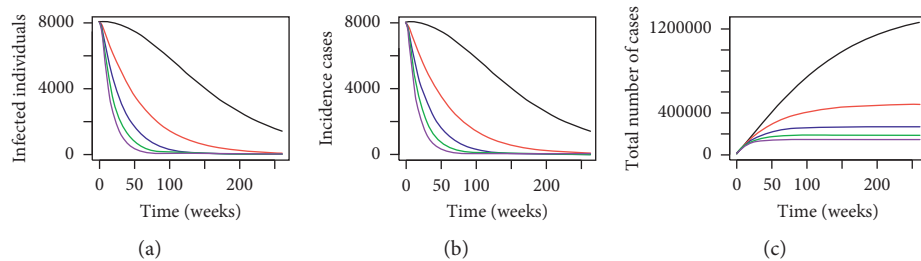 Infected individuals
8000
4000
0
0 50 100 200
Time (weeks)
(a)
Incidence cases
8000
4000
0
0 50 100 200
Time (weeks)
(b)
Total number of cases
1200000
400000
0
0 50 100 200
Time (weeks)
(c)